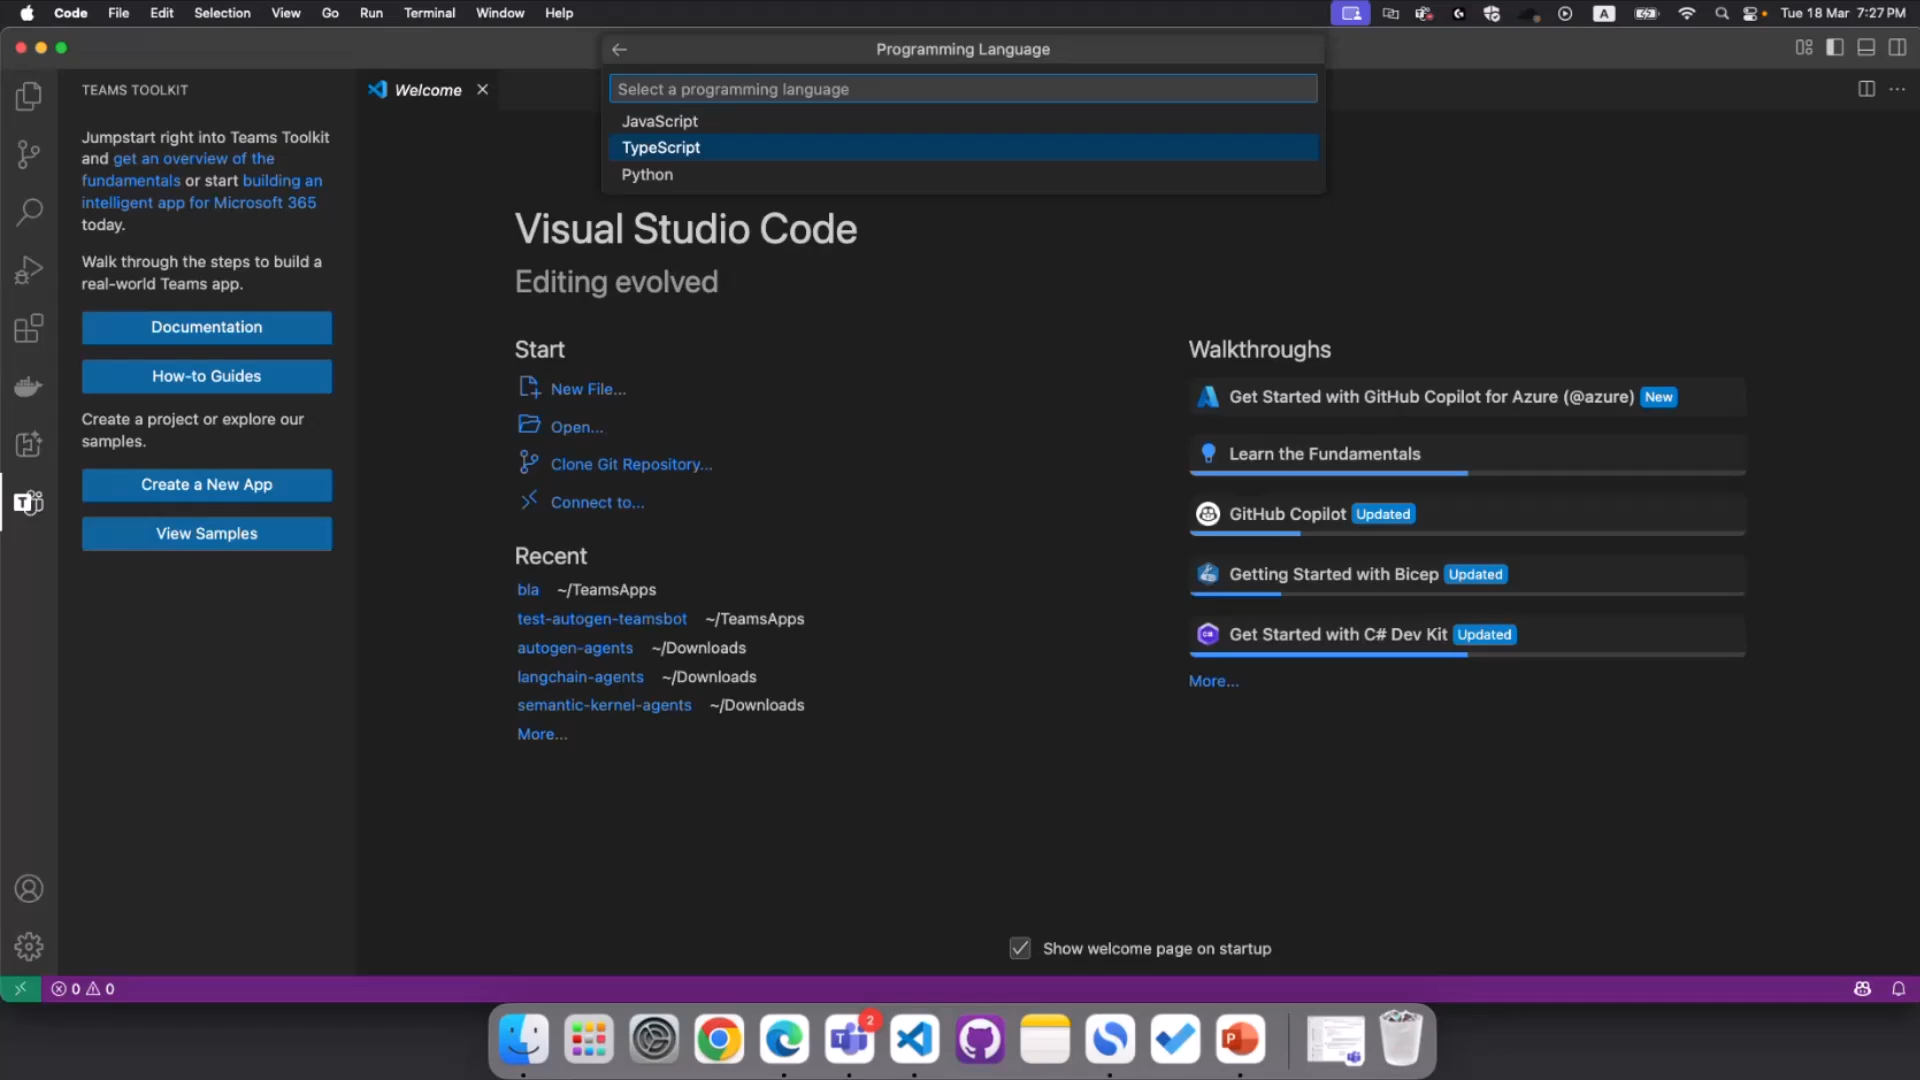 Code File Edit Selection View Go Run Terminal Window Help
A
Tue 18 Mar 7:27 PM
Programming Language
Select a programming language
JavaScript
TypeScript
Python
TEAMS TOOLKIT
Jumpstart right into Teams Toolkit
and get an overview of the
fundamentals or start building an
intelligent app for Microsoft 365
today.
Walk through the steps to build a
real-world Teams app.
Documentation
How-to Guides
Create a project or explore our
samples.
Create a New App
View Samples
Welcome
Visual Studio Code
Editing evolved
Start
New File...
Open...
Clone Git Repository...
Connect to...
Recent
bla ~/TeamsApps
test-autogen-teamsbot ~/TeamsApps
autogen-agents ~/Downloads
langchain-agents ~/Downloads
semantic-kernel-agents ~/Downloads
More...
Walkthroughs
Get Started with GitHub Copilot for Azure (@azure) New
Learn the Fundamentals
GitHub Copilot Updated
Getting Started with Bicep Updated
Get Started with C# Dev Kit Updated
More...
Show welcome page on startup
0 0
2